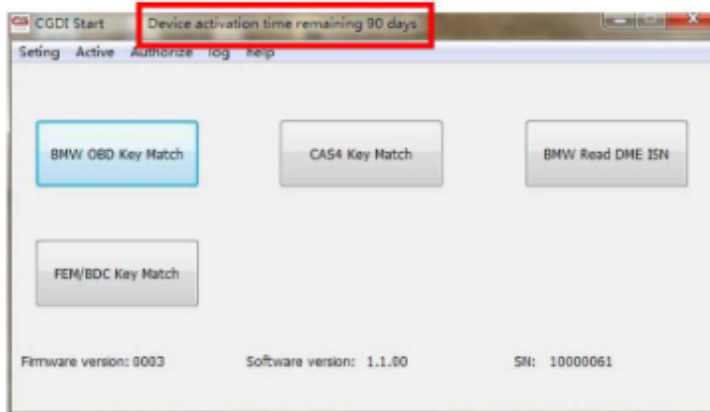 CGDI Start Device activation time remaining 90 days
Seting Active Authorize log help
BMW OBD Key Match CAS4 Key Match BMW Read DME ISN
FEM/BDC Key Match
Firmware version: 0003 Software version: 1.1.00 SN: 10000061